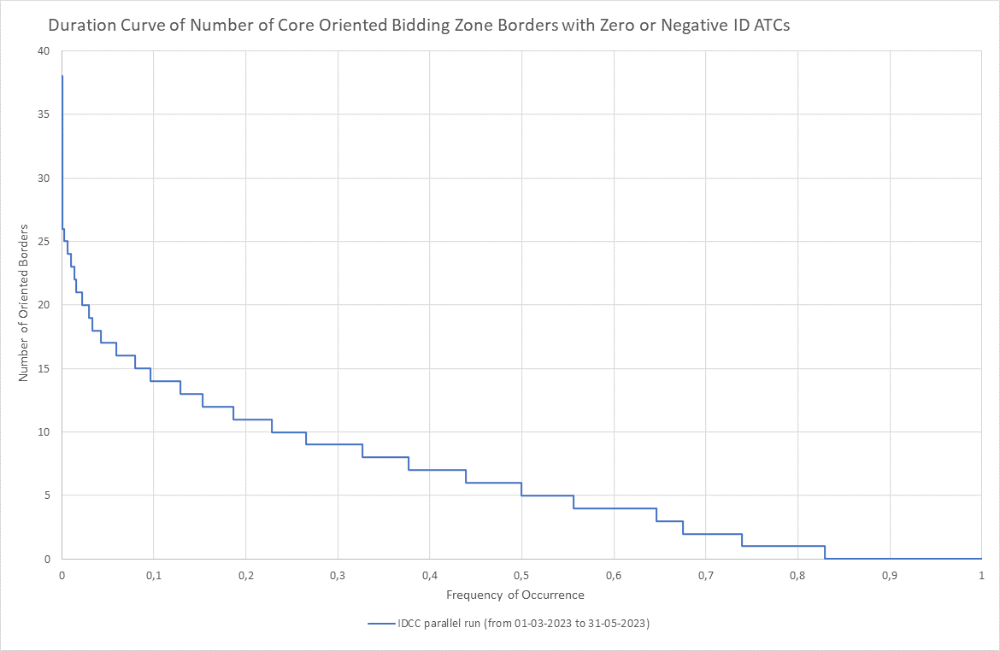 Duration Curve of Number of Core Oriented Bidding Zone Borders with Zero or Negative ID ATCs
40
35
30
25
20
15
10
5
0
Number of Oriented Borders
0 0,1 0,2 0,3 0,4 0,5 0,6 0,7 0,8 0,9 1
Frequency of Occurrence
IDCC parallel run (from 01-03-2023 to 31-05-2023)